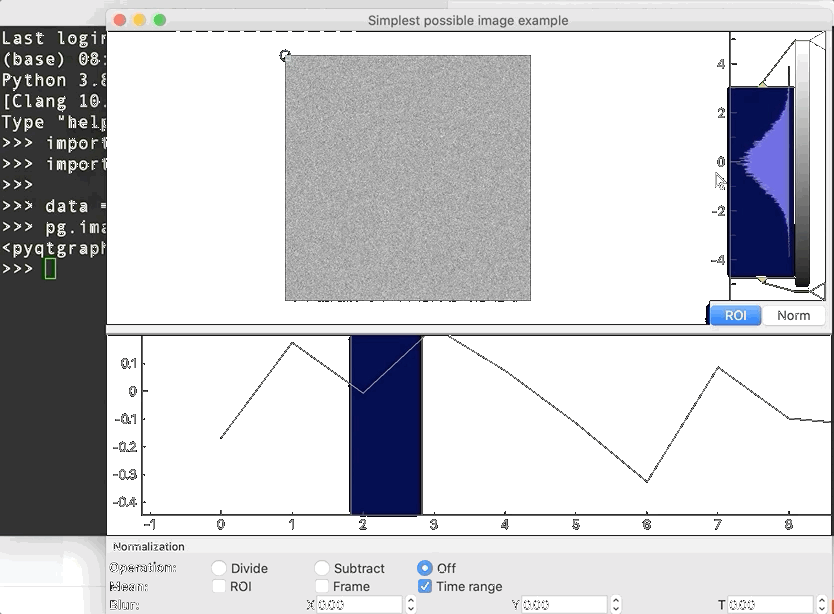 Simplest possible image example
Last login
(base) 08:
Python 3.8
[Clang 10.
Type "help
>>> import
>>> import
>>>
>>> data =
>>> pg.ima
<pyqtgraph
>>>
4
2
0
-2
-4
ROI Norm
0.1
0
-0.1
-0.2
-0.3
-0.4
-1 0 1 2 3 4 5 6 7 8
Normalization
Operation: Divide Subtract Off
Mean: ROI Frame Time range
Blur: X 0.00 Y 0.00 T 0.00